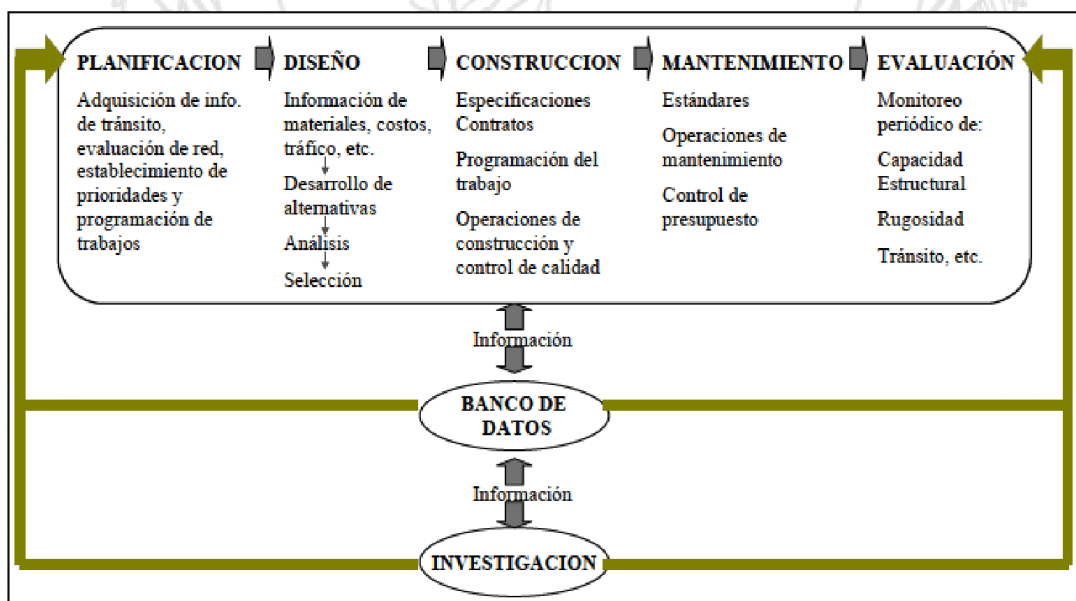 PLANIFICACION
Adquisición de info.
de tránsito,
evaluación de red,
establecimiento de
prioridades y
programación de
trabajos
DISEÑO
Información de
materiales, costos,
tráfico, etc.
Desarrollo de
alternativas
Análisis
Selección
CONSTRUCCION
Especificaciones
Contratos
Programación del
trabajo
Operaciones de
construcción y
control de calidad
MANTENIMIENTO
Estándares
Operaciones de
mantenimiento
Control de
presupuesto
EVALUACIÓN
Monitoreo
periódico de:
Capacidad
Estructural
Rugosidad
Tránsito, etc.
Información
BANCO DE
DATOS
Información
INVESTIGACION